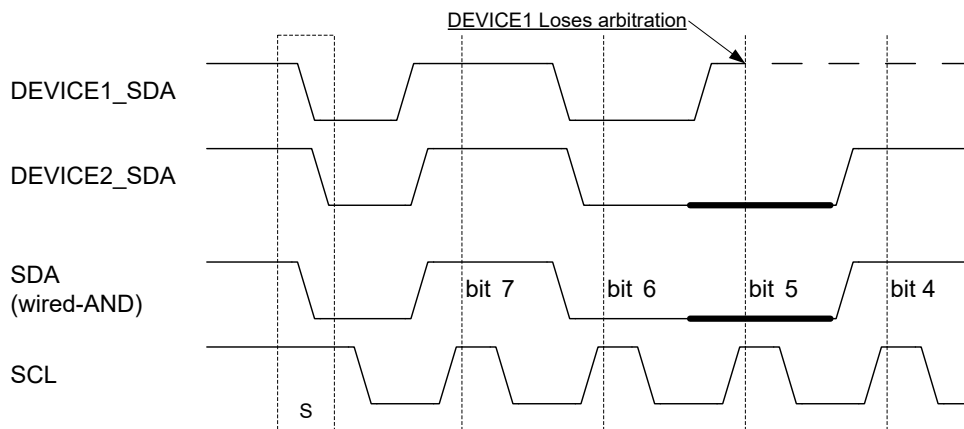 DEVICE1 Loses arbitration
DEVICE1_SDA
DEVICE2_SDA
SDA
(wired-AND)
bit 7
bit 6
bit 5
bit 4
SCL
S